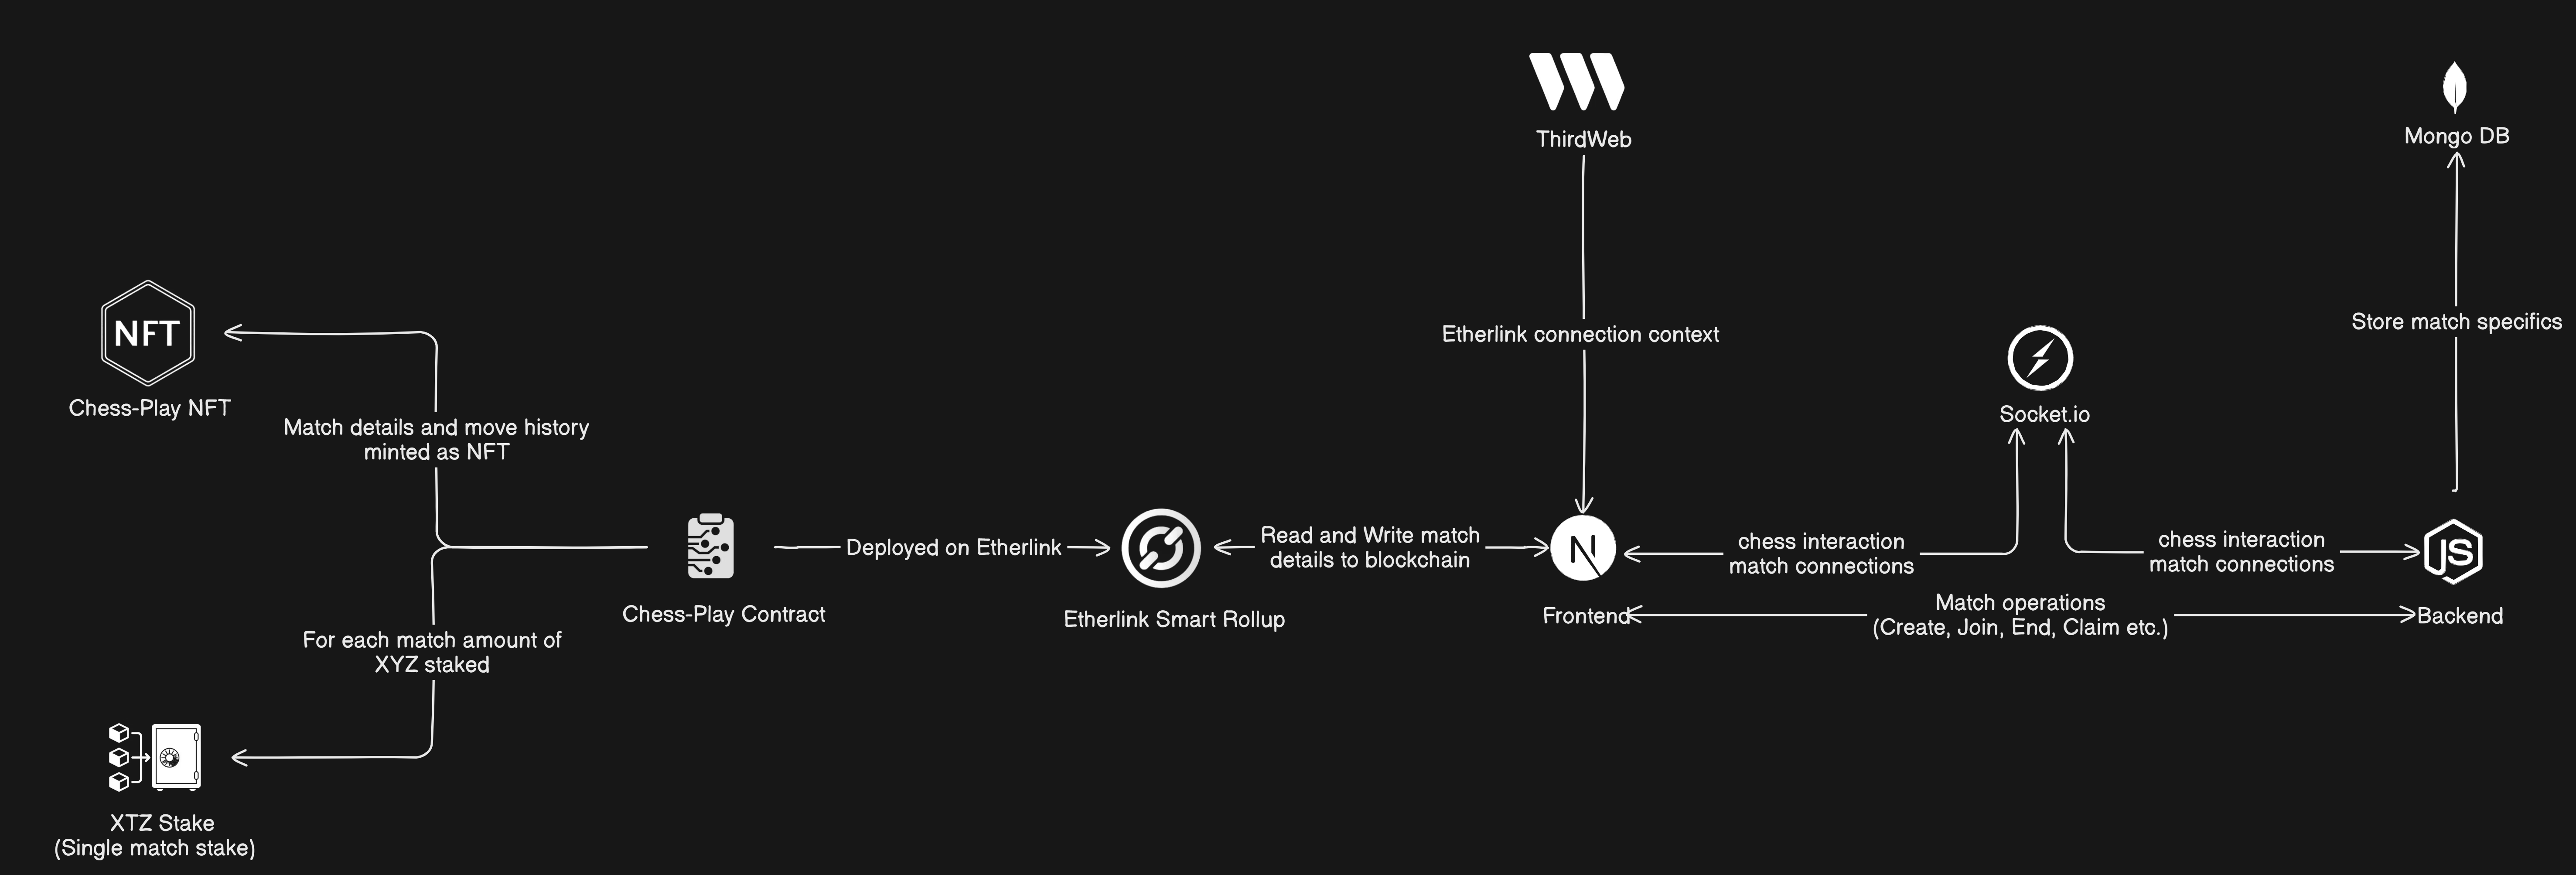 ThirdWeb
Mongo DB
NFT
Chess-Play NFT
Match details and move history
minted as NFT
Etherlink connection context
Store match specifics
Socket.io
Deployed on Etherlink
Read and Write match
details to blockchain
N
chess interaction
match connections
chess interaction
match connections
JS
Chess-Play Contract
Etherlink Smart Rollup
Frontend
Match operations
(Create, Join, End, Claim etc.)
Backend
For each match amount of
XYZ staked
XTZ Stake
(Single match stake)